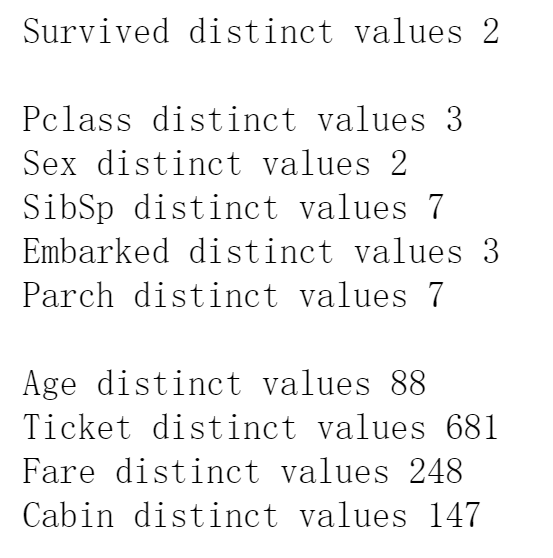 Survived distinct values 2
Pclass distinct values 3
Sex distinct values 2
SibSp distinct values 7
Embarked distinct values 3
Parch distinct values 7
Age distinct values 88
Ticket distinct values 681
Fare distinct values 248
Cabin distinct values 147